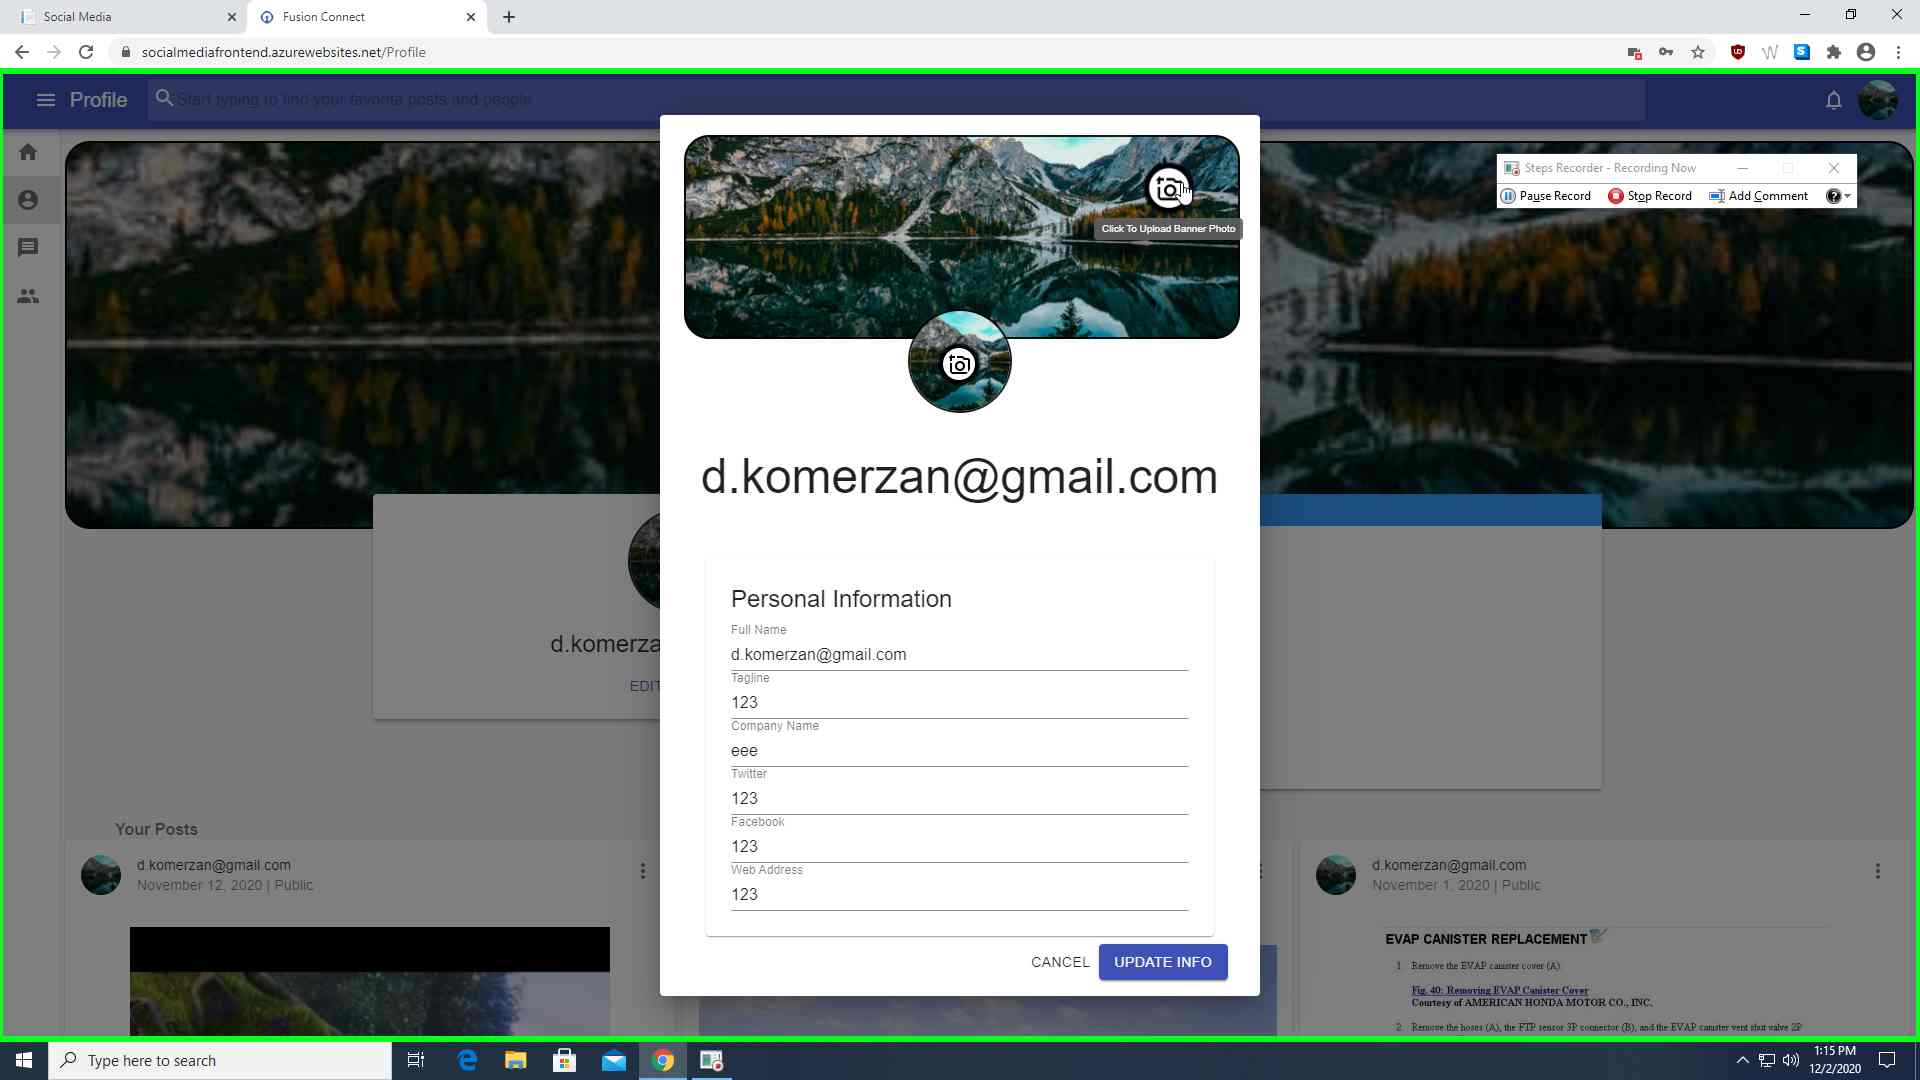 Social Media
Fusion Connect
socialmediafrontend.azurewebsites.net/Profile
Profile
Start typing to find your favorite posts and people
Steps Recorder - Recording Now
Pause Record
Stop Record
Add Comment
Click To Upload Banner Photo
d.komerzan@gmail.com
d.komerza
EDIT
Personal Information
Full Name
d.komerzan@gmail.com
Tagline
123
Company Name
eee
Twitter
123
Facebook
123
Web Address
123
CANCEL
UPDATE INFO
Your Posts
d.komerzan@gmail.com
November 12, 2020 | Public
d.komerzan@gmail.com
November 1, 2020 | Public
EVAP CANISTER REPLACEMENT
1. Remove the EVAP canister cover (A).
Fig. 40: Removing EVAP Canister Cover
Courtesy of AMERICAN HONDA MOTOR CO., INC.
2. Remove the hoses (A), the FTP sensor 3P connector (B), and the EVAP canister vent shut valve 2P
Type here to search
1:15 PM
12/2/2020